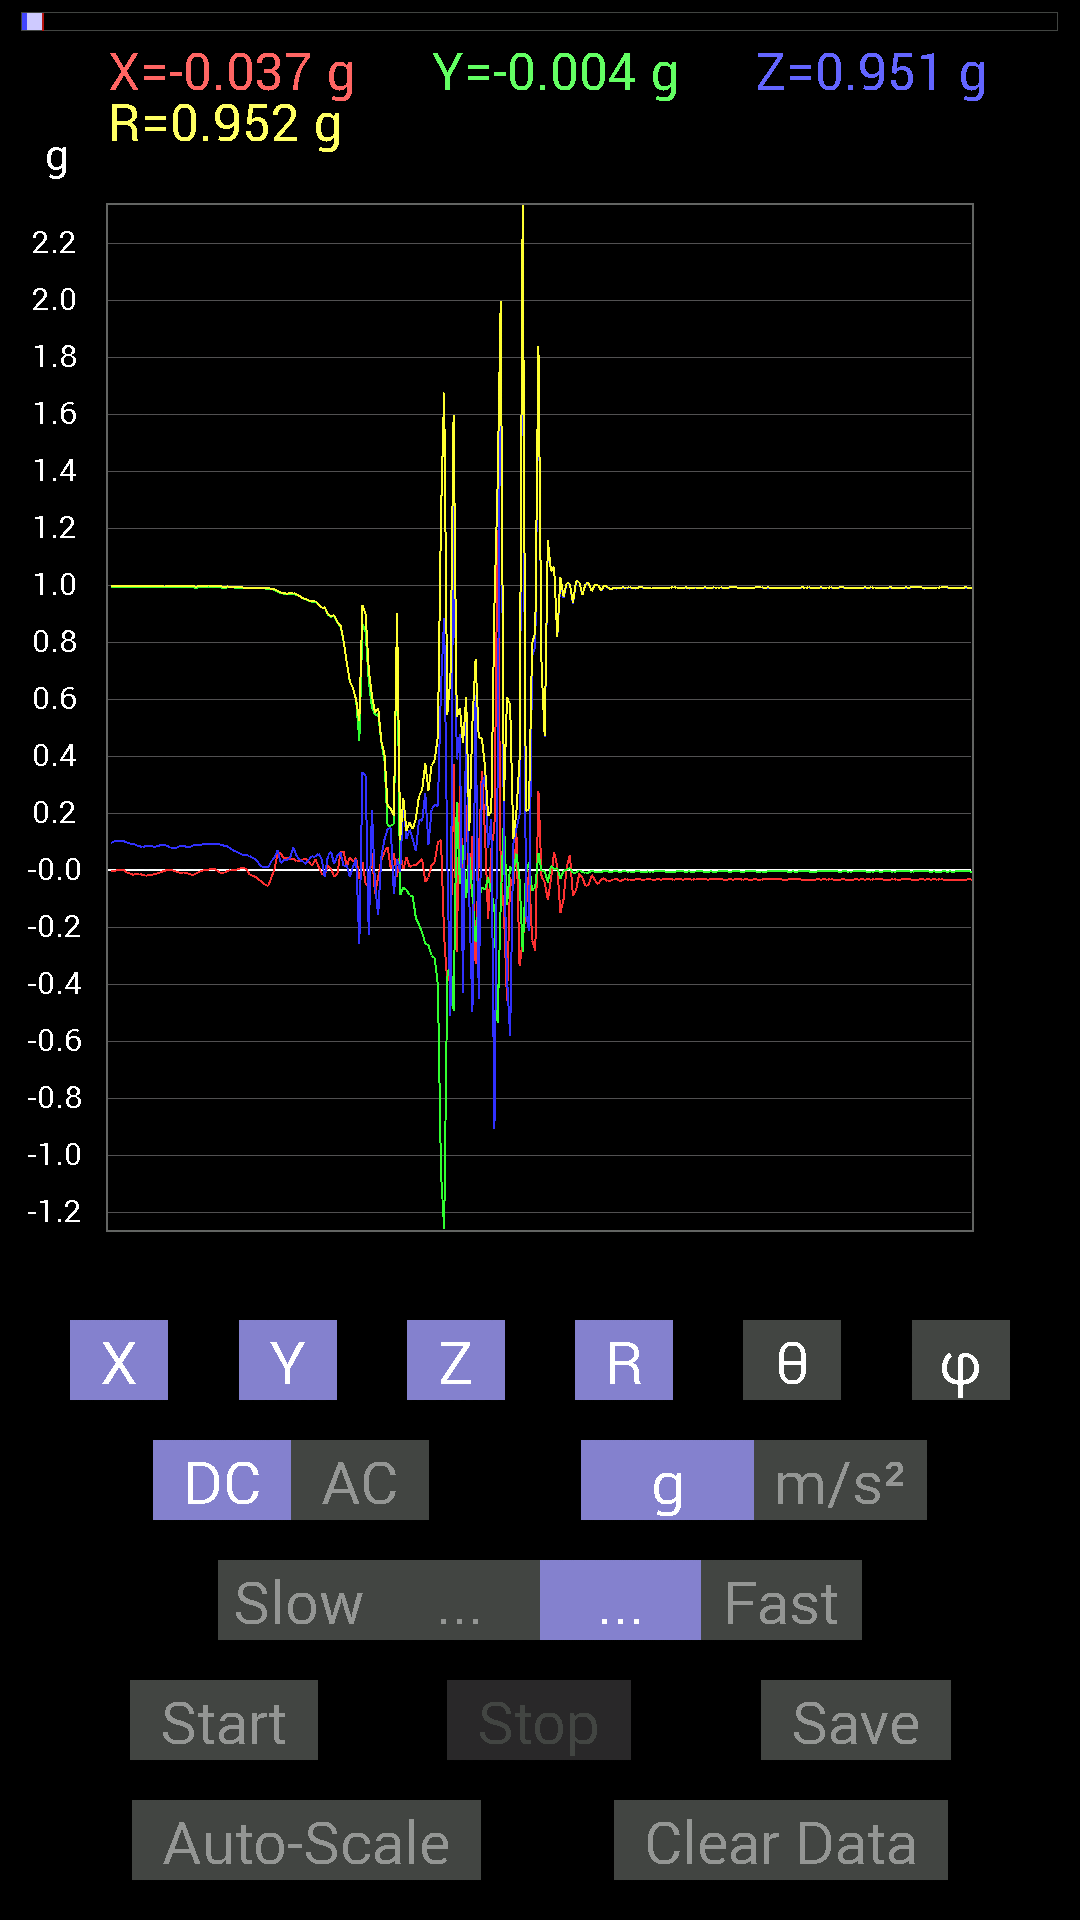 X=-0.037 g Y=-0.004 g Z=0.951 g
R=0.952 g
g
2.2
2.0
1.8
1.6
1.4
1.2
1.0
0.8
0.6
0.4
0.2
-0.0
-0.2
-0.4
-0.6
-0.8
-1.0
-1.2
X Y Z R θ φ
DC AC g m/s²
Slow ... ... Fast
Start Stop Save
Auto-Scale Clear Data